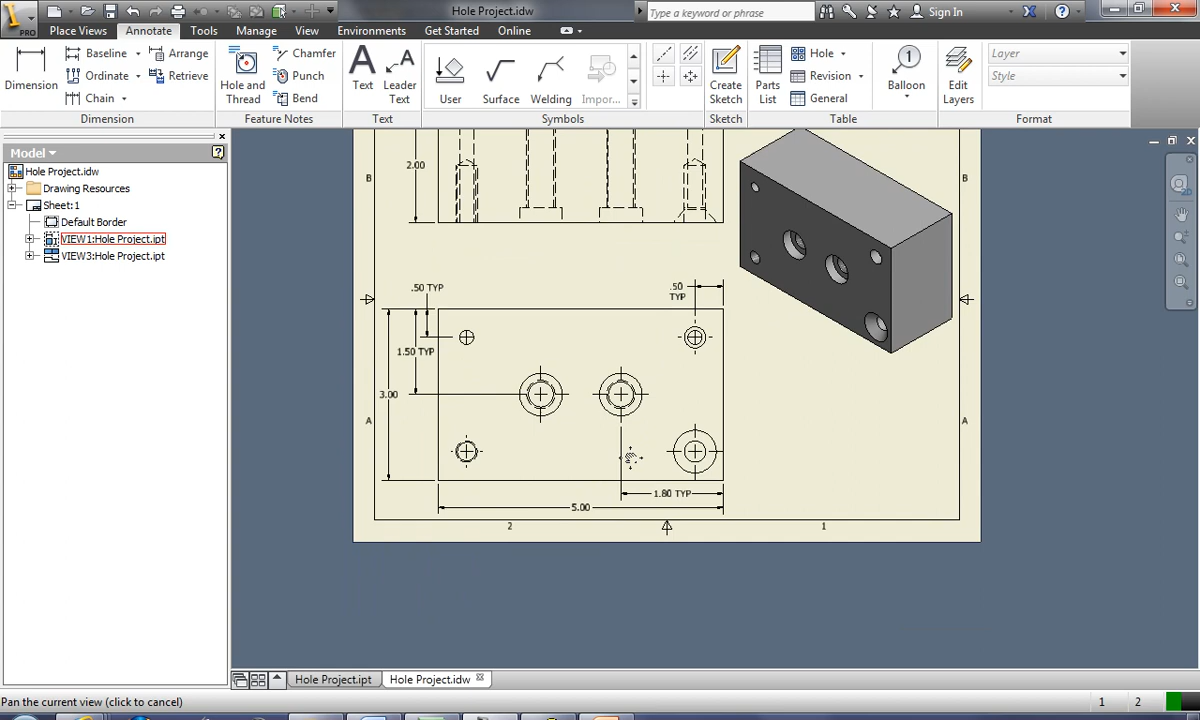 Hole Project.idw
Type a keyword or phrase
Sign In
PRO
Place Views
Annotate
Tools
Manage
View
Environments
Get Started
Online
Dimension
Baseline
Ordinate
Chain
Arrange
Retrieve
Dimension
Hole and
Thread
Chamfer
Punch
Bend
Feature Notes
Text
Leader
Text
Text
User
Surface
Welding
Impor...
Symbols
Create
Sketch
Sketch
Parts
List
Hole
Revision
General
Table
Balloon
Edit
Layers
Layer
Style
Format
Model
Hole Project.idw
Drawing Resources
Sheet:1
Default Border
VIEW1:Hole Project.ipt
VIEW3:Hole Project.ipt
B
B
2.00
.50 TYP
.50
TYP
1.50 TYP
3.00
A
A
1.80 TYP
5.00
2
1
Hole Project.ipt
Hole Project.idw
Pan the current view (click to cancel)
1
2